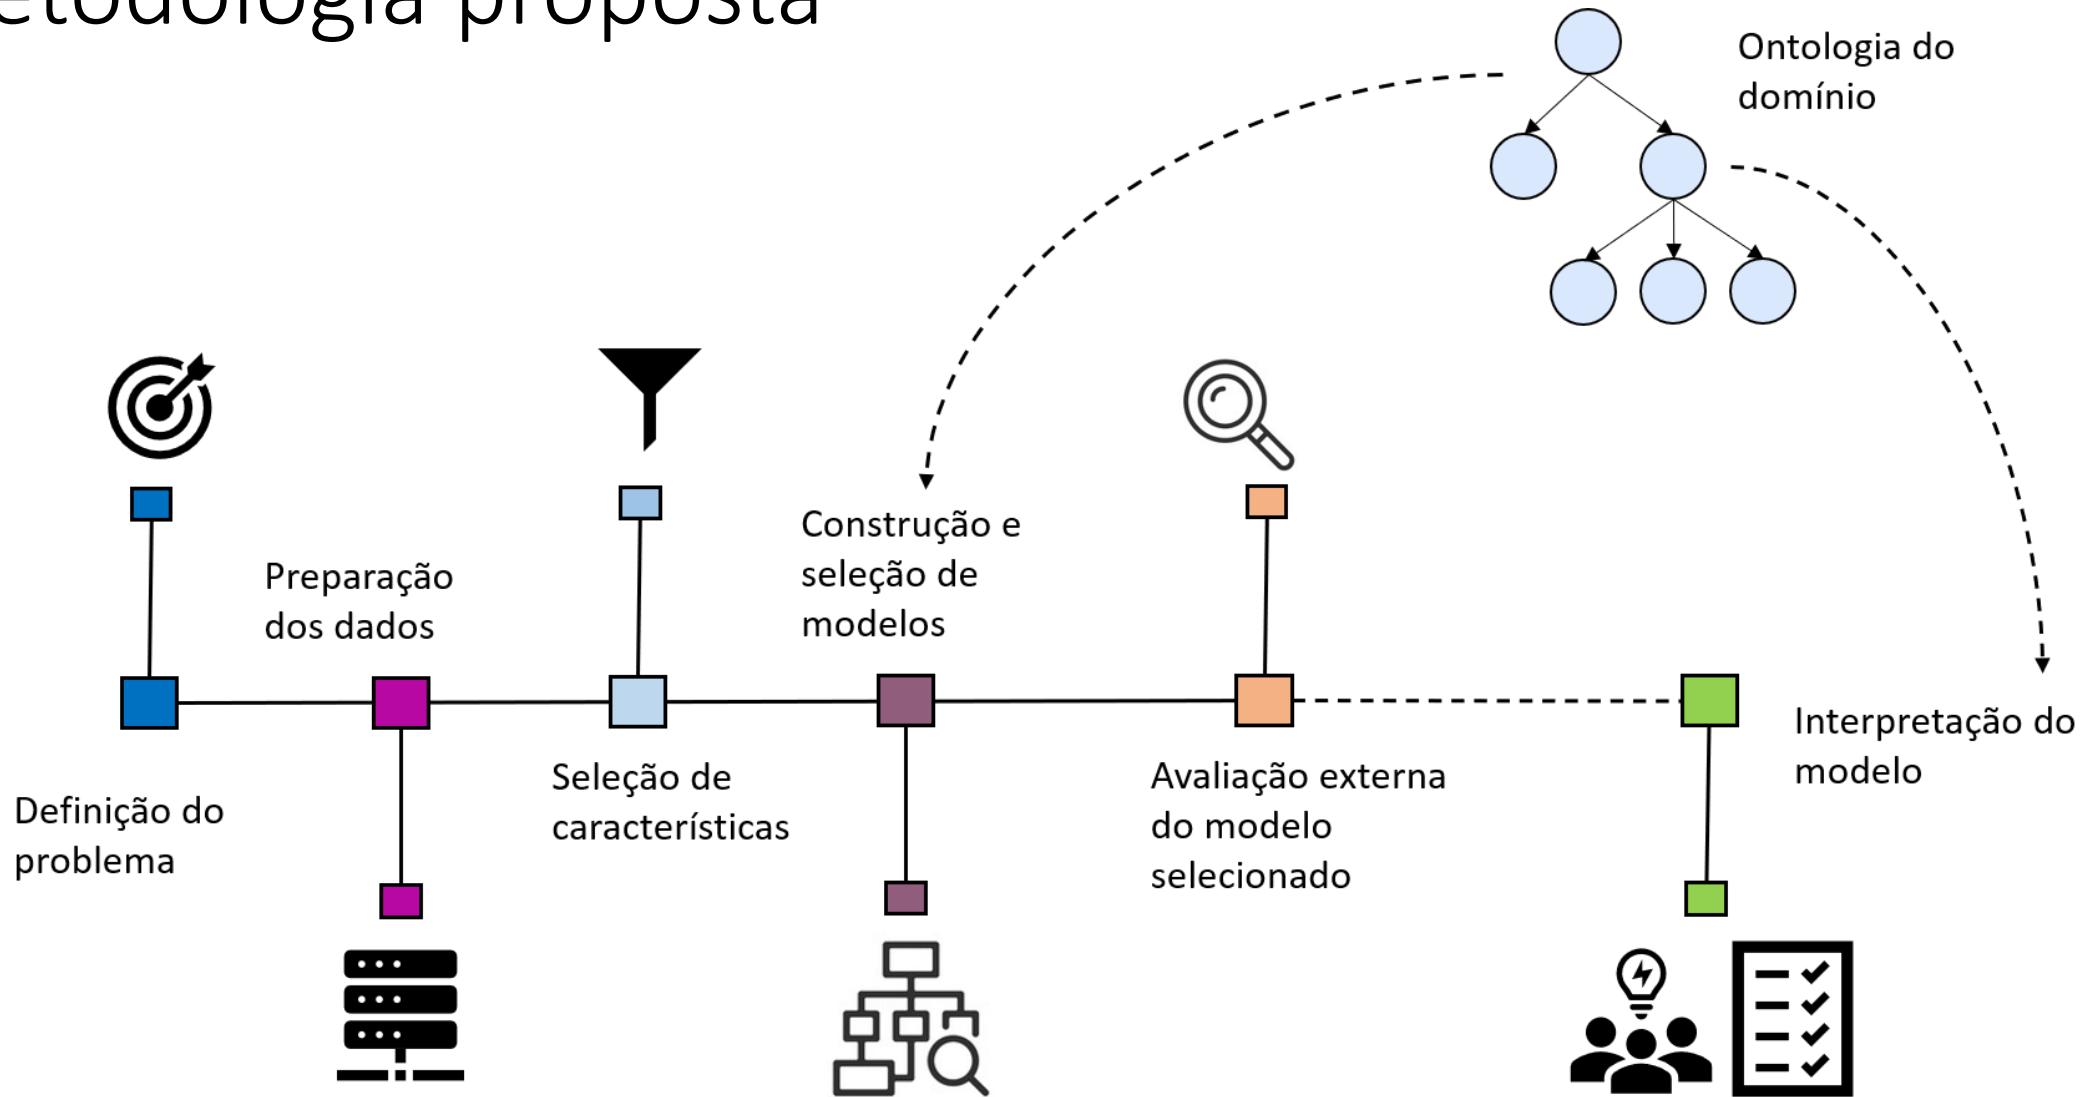 etodologia proposta
Ontologia do
domínio
Construção e
seleção de
modelos
Preparação
dos dados
Interpretação do
modelo
Seleção de
características
Avaliação externa
do modelo
selecionado
Definição do
problema